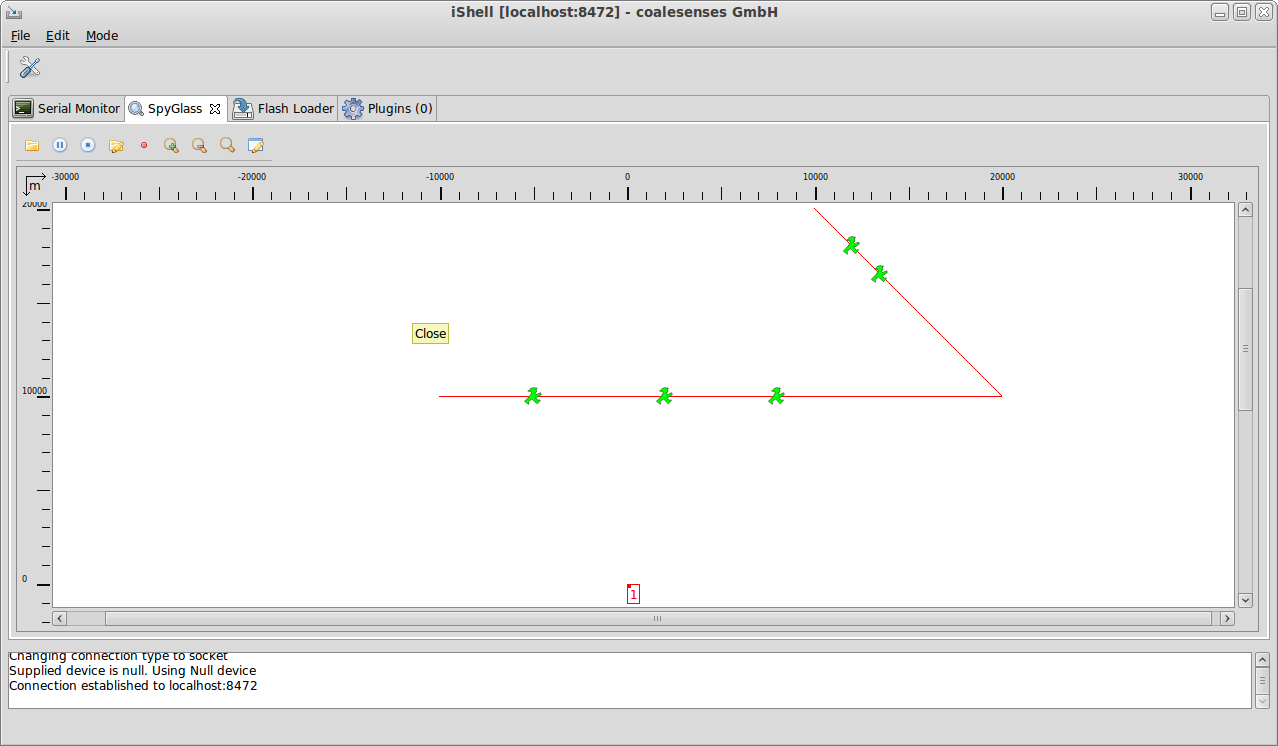 iShell [localhost:8472] - coalesenses GmbH
File Edit Mode
Serial Monitor SpyGlass Flash Loader Plugins (0)
m -30000 -20000 -10000 0 10000 20000 30000
20000
Close
10000
0
1
Changing connection type to socket
Supplied device is null. Using Null device
Connection established to localhost:8472